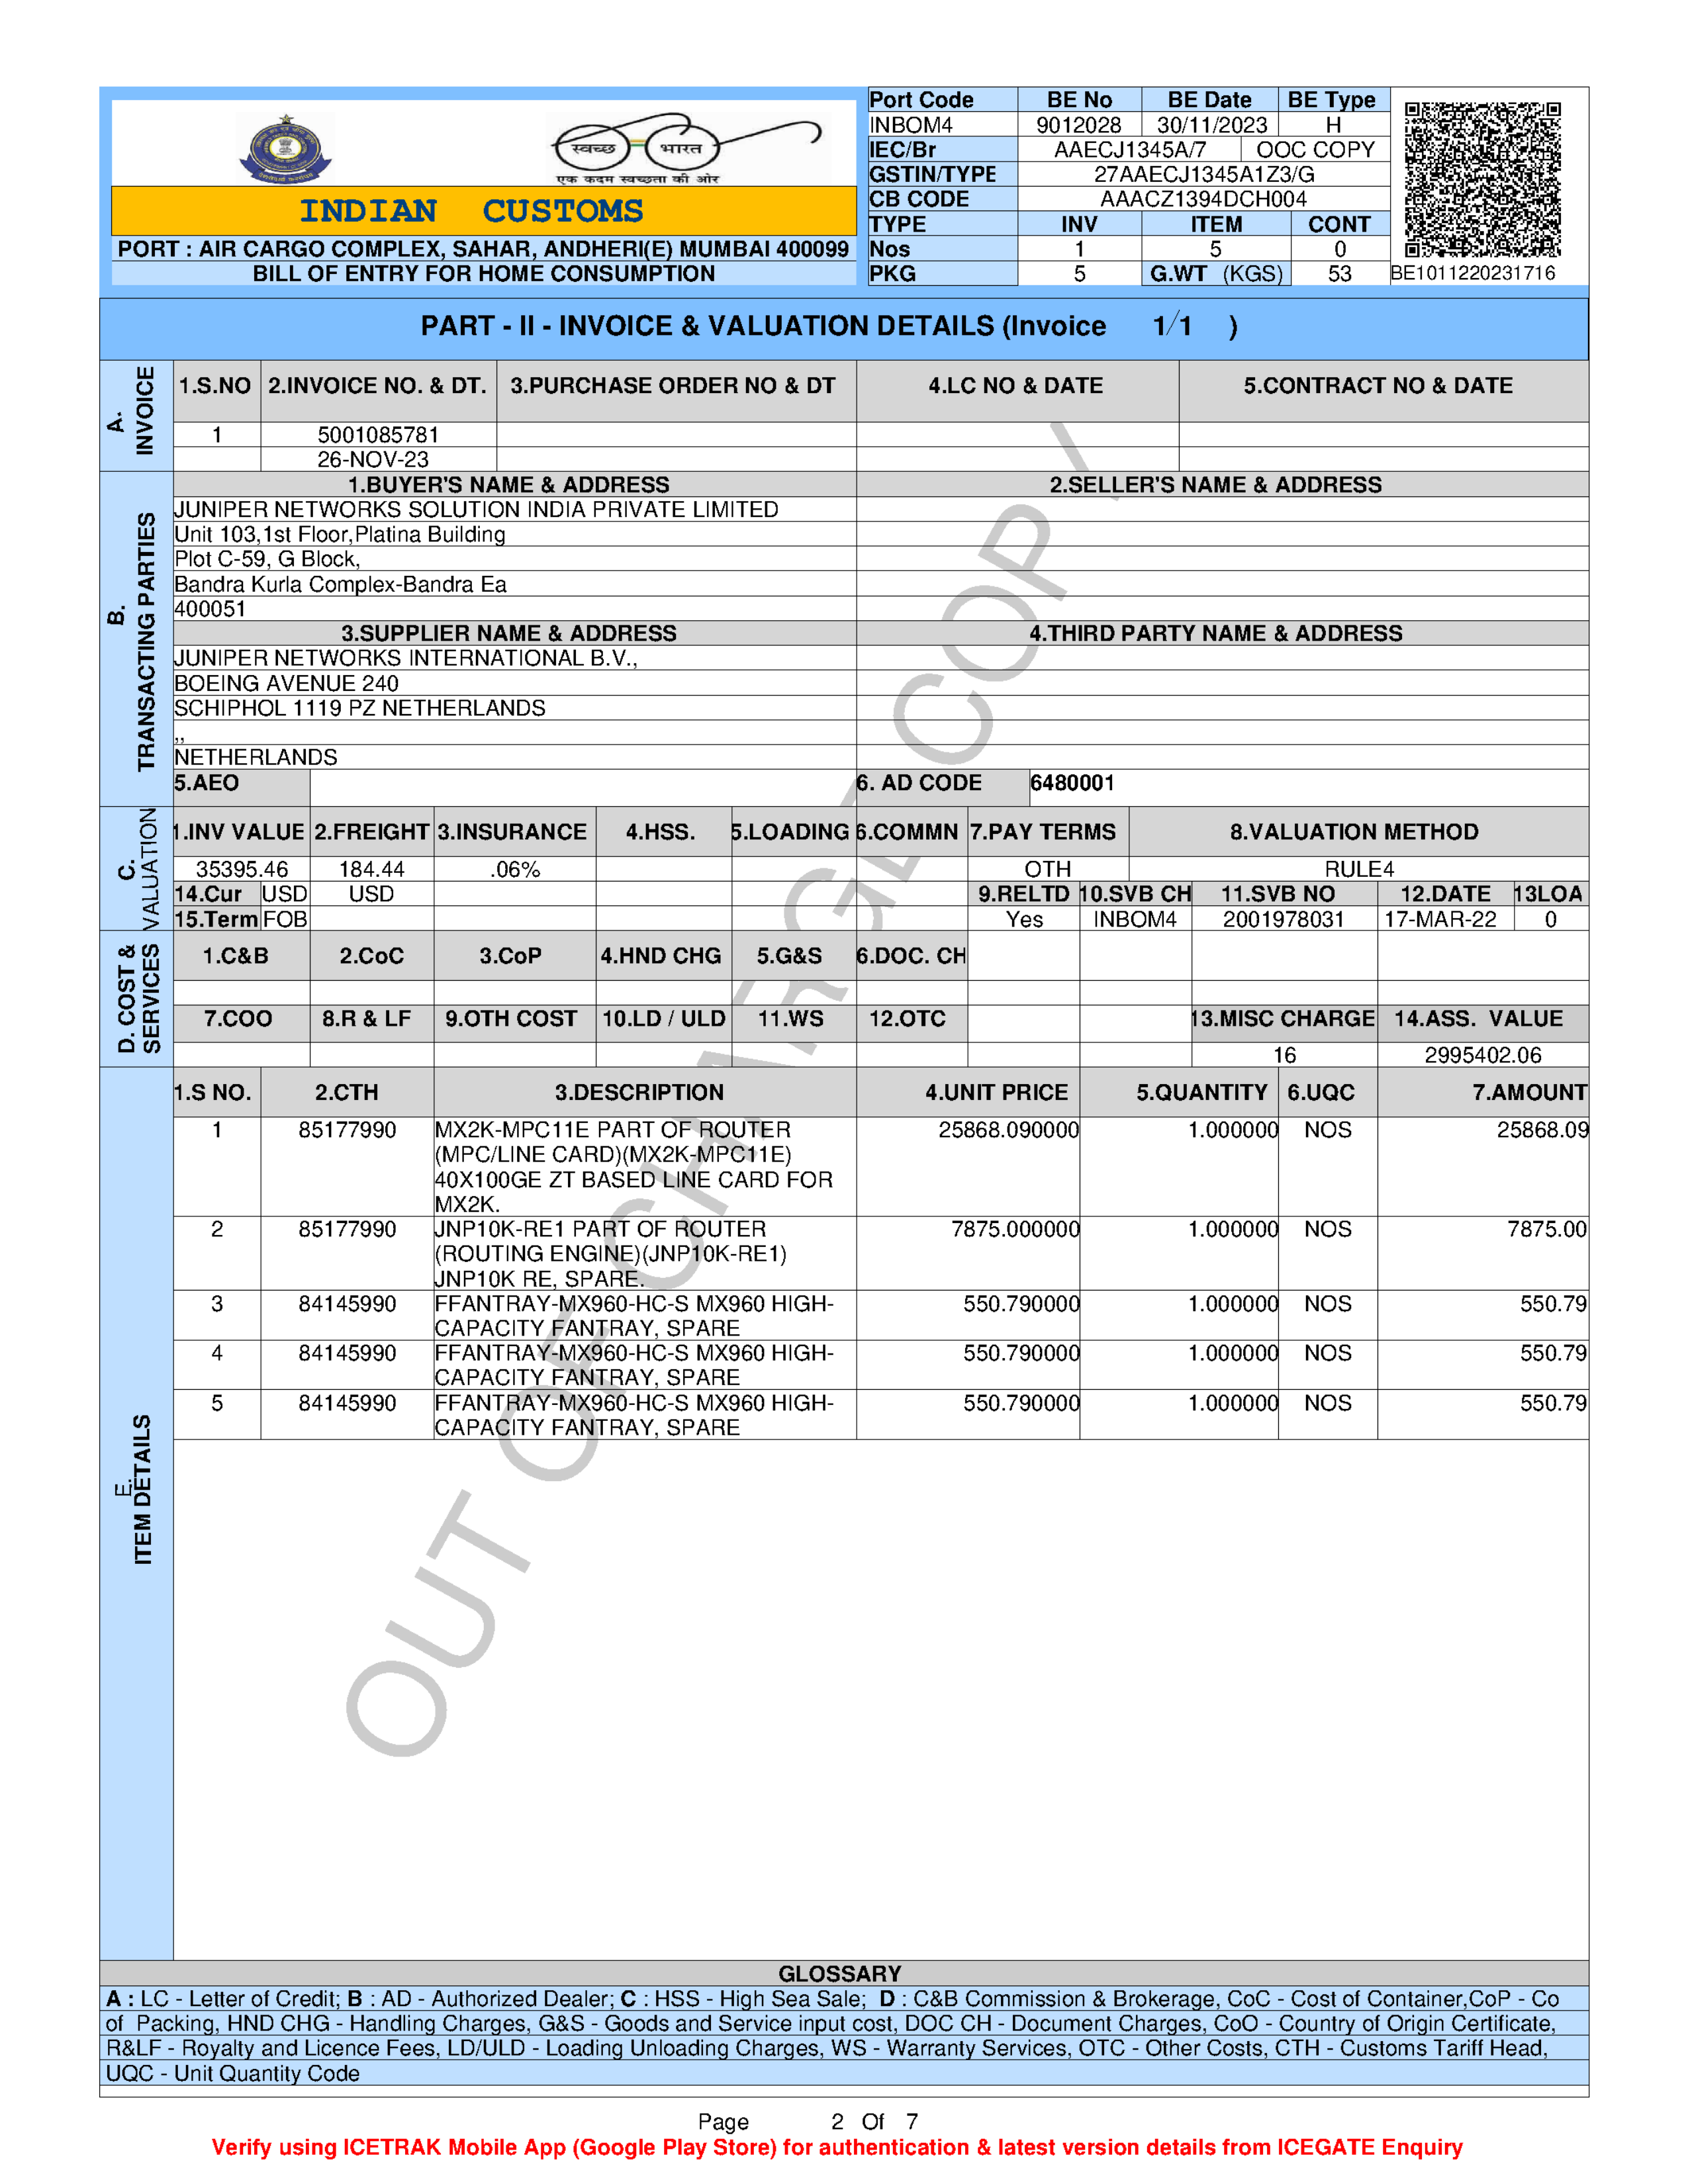 स्वच्छ भारत
एक कदम स्वच्छता की ओर
INDIAN CUSTOMS
PORT : AIR CARGO COMPLEX, SAHAR, ANDHERI(E) MUMBAI 400099
BILL OF ENTRY FOR HOME CONSUMPTION
Port Code BE No BE Date BE Type
INBOM4 9012028 30/11/2023 H
IEC/Br AAECJ1345A/7 OOC COPY
GSTIN/TYPE 27AAECJ1345A1Z3/G
CB CODE AAACZ1394DCH004
TYPE INV ITEM CONT
Nos 1 5 0
PKG 5 G.WT (KGS) 53
BE1011220231716
PART - II - INVOICE & VALUATION DETAILS (Invoice 1/1 )
A. INVOICE
1.S.NO 2.INVOICE NO. & DT. 3.PURCHASE ORDER NO & DT 4.LC NO & DATE 5.CONTRACT NO & DATE
1 5001085781
26-NOV-23
B. TRANSACTING PARTIES
1.BUYER'S NAME & ADDRESS 2.SELLER'S NAME & ADDRESS
JUNIPER NETWORKS SOLUTION INDIA PRIVATE LIMITED
Unit 103,1st Floor,Platina Building
Plot C-59, G Block,
Bandra Kurla Complex-Bandra Ea
400051
3.SUPPLIER NAME & ADDRESS 4.THIRD PARTY NAME & ADDRESS
JUNIPER NETWORKS INTERNATIONAL B.V.,
BOEING AVENUE 240
SCHIPHOL 1119 PZ NETHERLANDS
,,
NETHERLANDS
5.AEO 6. AD CODE 6480001
C. VALUATION
1.INV VALUE 2.FREIGHT 3.INSURANCE 4.HSS. 5.LOADING 6.COMMN 7.PAY TERMS 8.VALUATION METHOD
35395.46 184.44 .06% OTH RULE4
14.Cur USD USD 9.RELTD 10.SVB CH 11.SVB NO 12.DATE 13LOA
15.Term FOB Yes INBOM4 2001978031 17-MAR-22 0
D. COST & SERVICES
1.C&B 2.CoC 3.CoP 4.HND CHG 5.G&S 6.DOC. CH
7.COO 8.R & LF 9.OTH COST 10.LD / ULD 11.WS 12.OTC 13.MISC CHARGE 14.ASS. VALUE
16 2995402.06
E. ITEM DETAILS
1.S NO. 2.CTH 3.DESCRIPTION 4.UNIT PRICE 5.QUANTITY 6.UQC 7.AMOUNT
1 85177990 MX2K-MPC11E PART OF ROUTER 25868.090000 1.000000 NOS 25868.09
(MPC/LINE CARD)(MX2K-MPC11E)
40X100GE ZT BASED LINE CARD FOR
MX2K.
2 85177990 JNP10K-RE1 PART OF ROUTER 7875.000000 1.000000 NOS 7875.00
(ROUTING ENGINE)(JNP10K-RE1)
JNP10K RE, SPARE.
3 84145990 FFANTRAY-MX960-HC-S MX960 HIGH- 550.790000 1.000000 NOS 550.79
CAPACITY FANTRAY, SPARE
4 84145990 FFANTRAY-MX960-HC-S MX960 HIGH- 550.790000 1.000000 NOS 550.79
CAPACITY FANTRAY, SPARE
5 84145990 FFANTRAY-MX960-HC-S MX960 HIGH- 550.790000 1.000000 NOS 550.79
CAPACITY FANTRAY, SPARE
OUT OF CHARGE COPY
GLOSSARY
A : LC - Letter of Credit; B : AD - Authorized Dealer; C : HSS - High Sea Sale; D : C&B Commission & Brokerage, CoC - Cost of Container,CoP - Co
of Packing, HND CHG - Handling Charges, G&S - Goods and Service input cost, DOC CH - Document Charges, CoO - Country of Origin Certificate,
R&LF - Royalty and Licence Fees, LD/ULD - Loading Unloading Charges, WS - Warranty Services, OTC - Other Costs, CTH - Customs Tariff Head,
UQC - Unit Quantity Code
Page 2 Of 7
Verify using ICETRAK Mobile App (Google Play Store) for authentication & latest version details from ICEGATE Enquiry